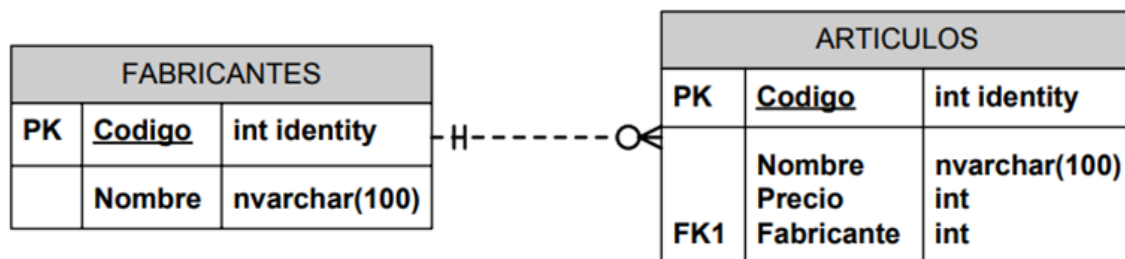 FABRICANTES
PK Codigo int identity
Nombre nvarchar(100)
ARTICULOS
PK Codigo int identity
Nombre nvarchar(100)
Precio int
FK1 Fabricante int